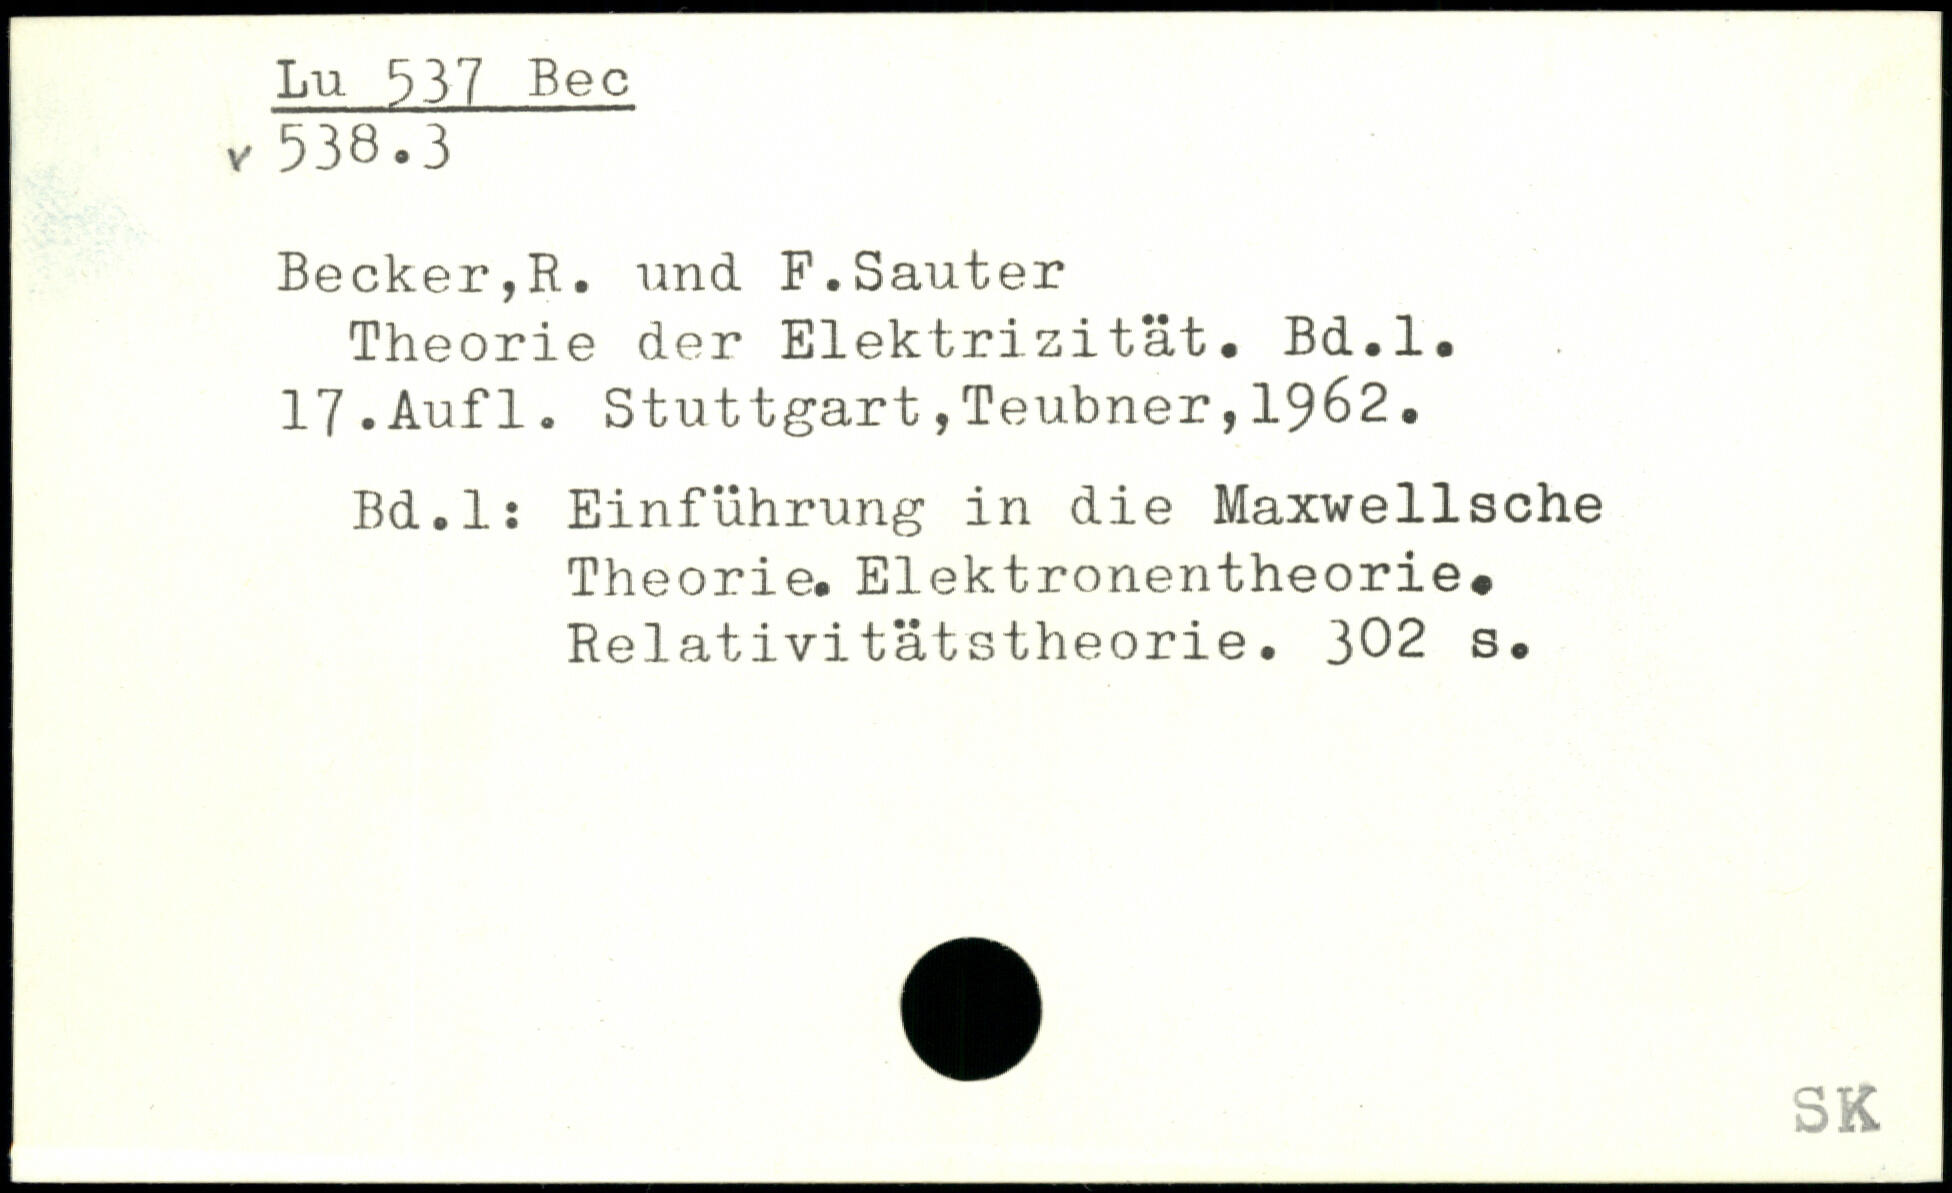 Lu 537 Bec
v 538.3
Becker,R. und F.Sauter
Theorie der Elektrizität. Bd.1.
17.Aufl. Stuttgart,Teubner,1962.
Bd.1: Einführung in die Maxwellsche
Theorie. Elektronentheorie.
Relativitätstheorie. 302 s.
SK